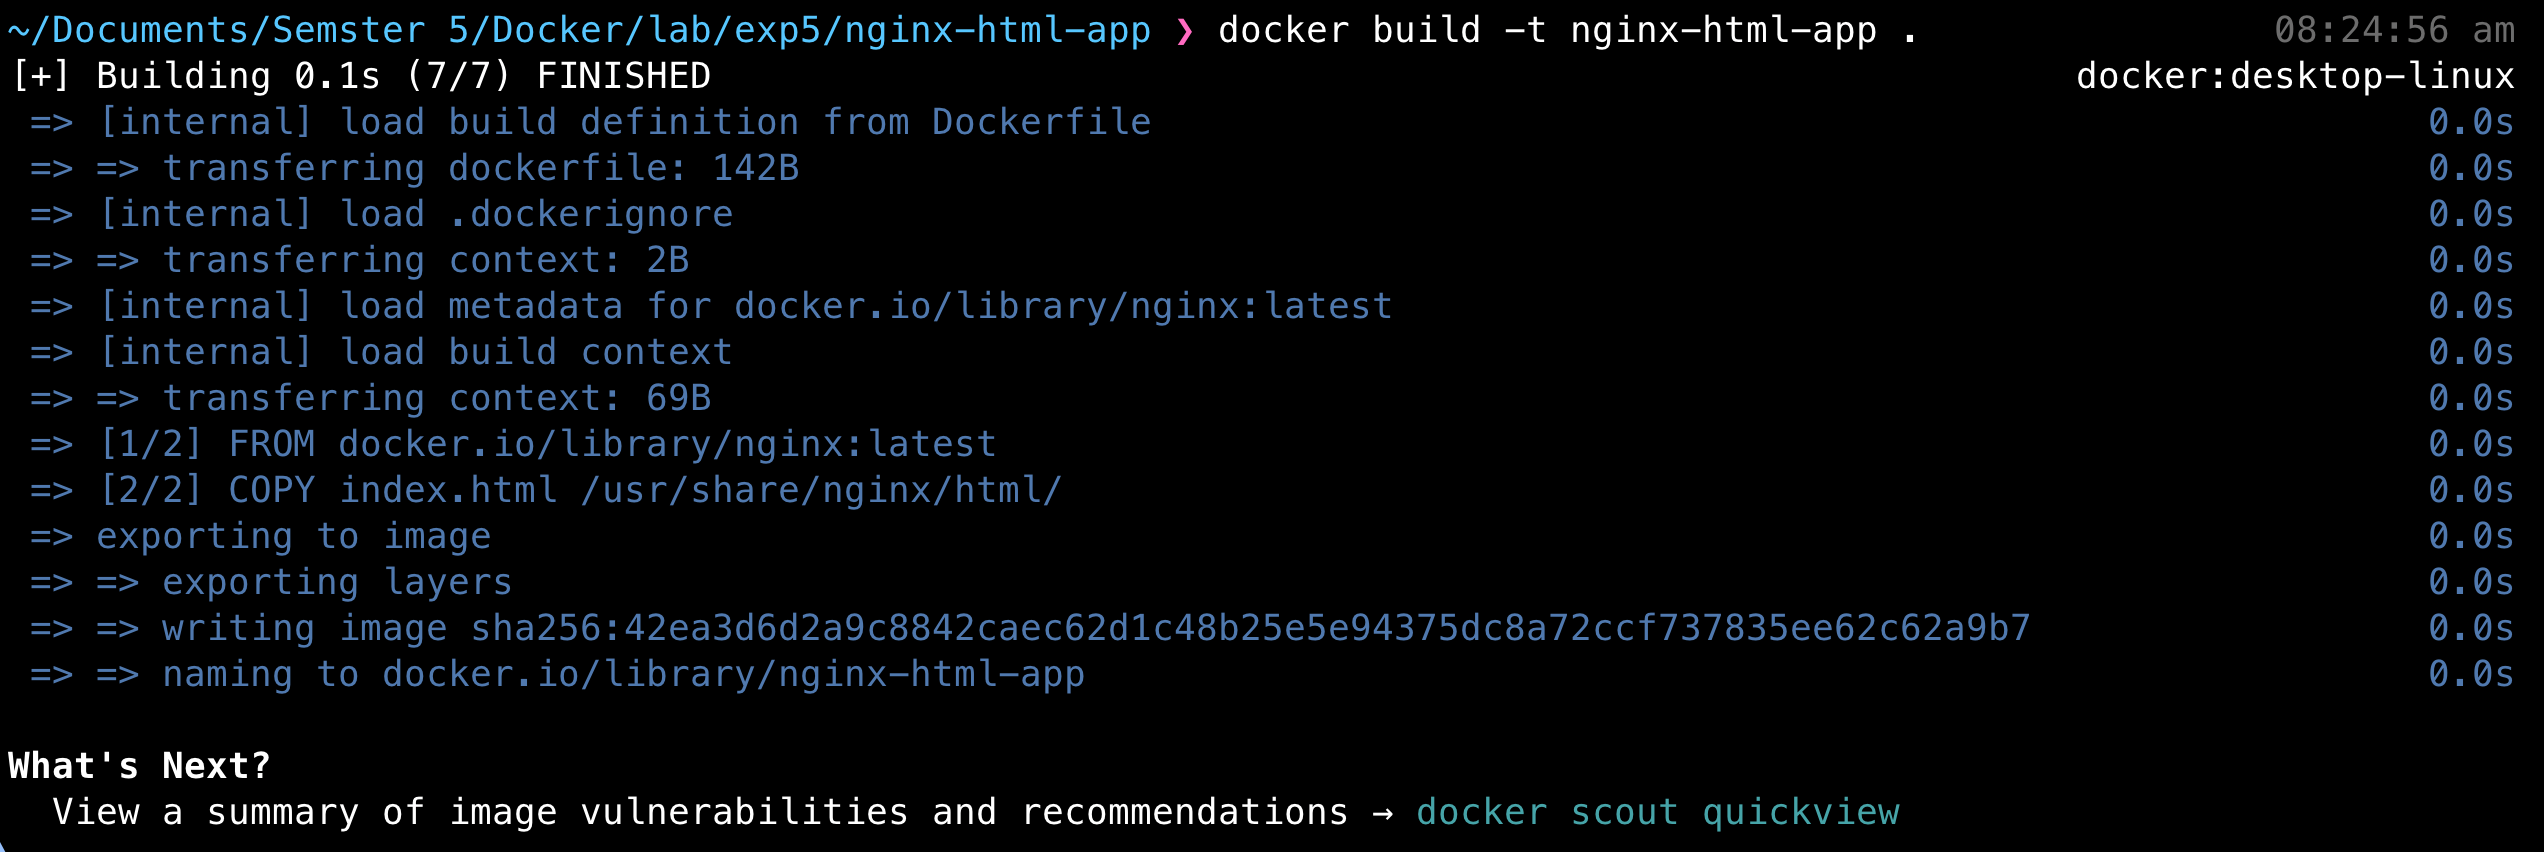 ~/Documents/Semster 5/Docker/lab/exp5/nginx-html-app ❯ docker build -t nginx-html-app . 08:24:56 am
[+] Building 0.1s (7/7) FINISHED docker:desktop-linux
=> [internal] load build definition from Dockerfile 0.0s
=> => transferring dockerfile: 142B 0.0s
=> [internal] load .dockerignore 0.0s
=> => transferring context: 2B 0.0s
=> [internal] load metadata for docker.io/library/nginx:latest 0.0s
=> [internal] load build context 0.0s
=> => transferring context: 69B 0.0s
=> [1/2] FROM docker.io/library/nginx:latest 0.0s
=> [2/2] COPY index.html /usr/share/nginx/html/ 0.0s
=> exporting to image 0.0s
=> => exporting layers 0.0s
=> => writing image sha256:42ea3d6d2a9c8842caec62d1c48b25e5e94375dc8a72ccf737835ee62c62a9b7 0.0s
=> => naming to docker.io/library/nginx-html-app 0.0s
What's Next?
View a summary of image vulnerabilities and recommendations → docker scout quickview